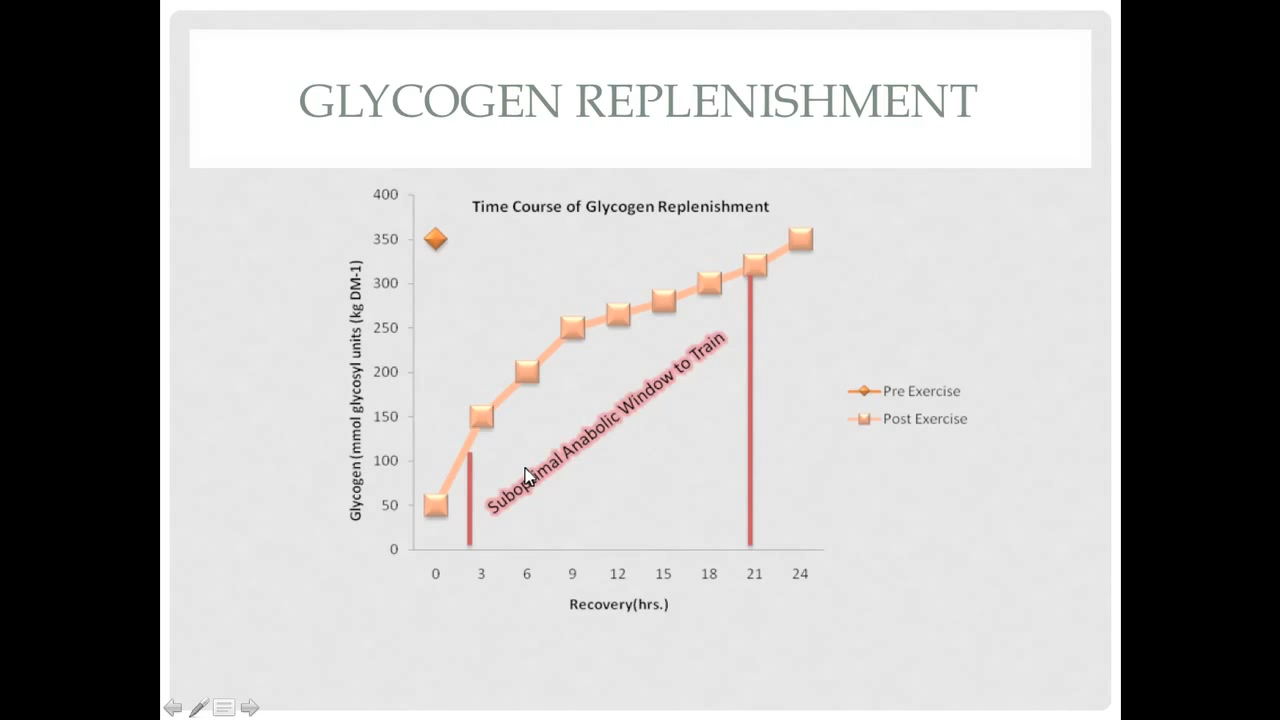 GLYCOGEN REPLENISHMENT
Time Course of Glycogen Replenishment
400
350
300
250
200
150
100
50
0
Glycogen (mmol glycosyl units (kg DM-1)
Suboptimal Anabolic Window to Train
Pre Exercise
Post Exercise
0 3 6 9 12 15 18 21 24
Recovery(hrs.)